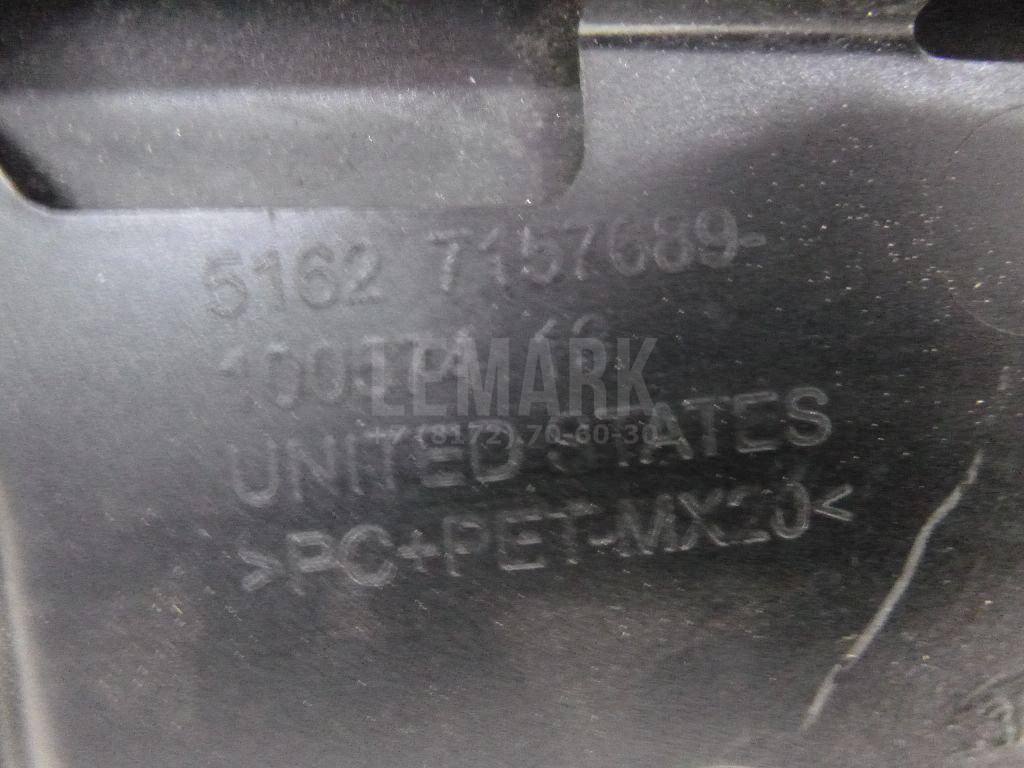 5162 7157689-
LEMARK
+7 (8172) 70-60-30
UNITED STATES
>PC+PET-MX20<